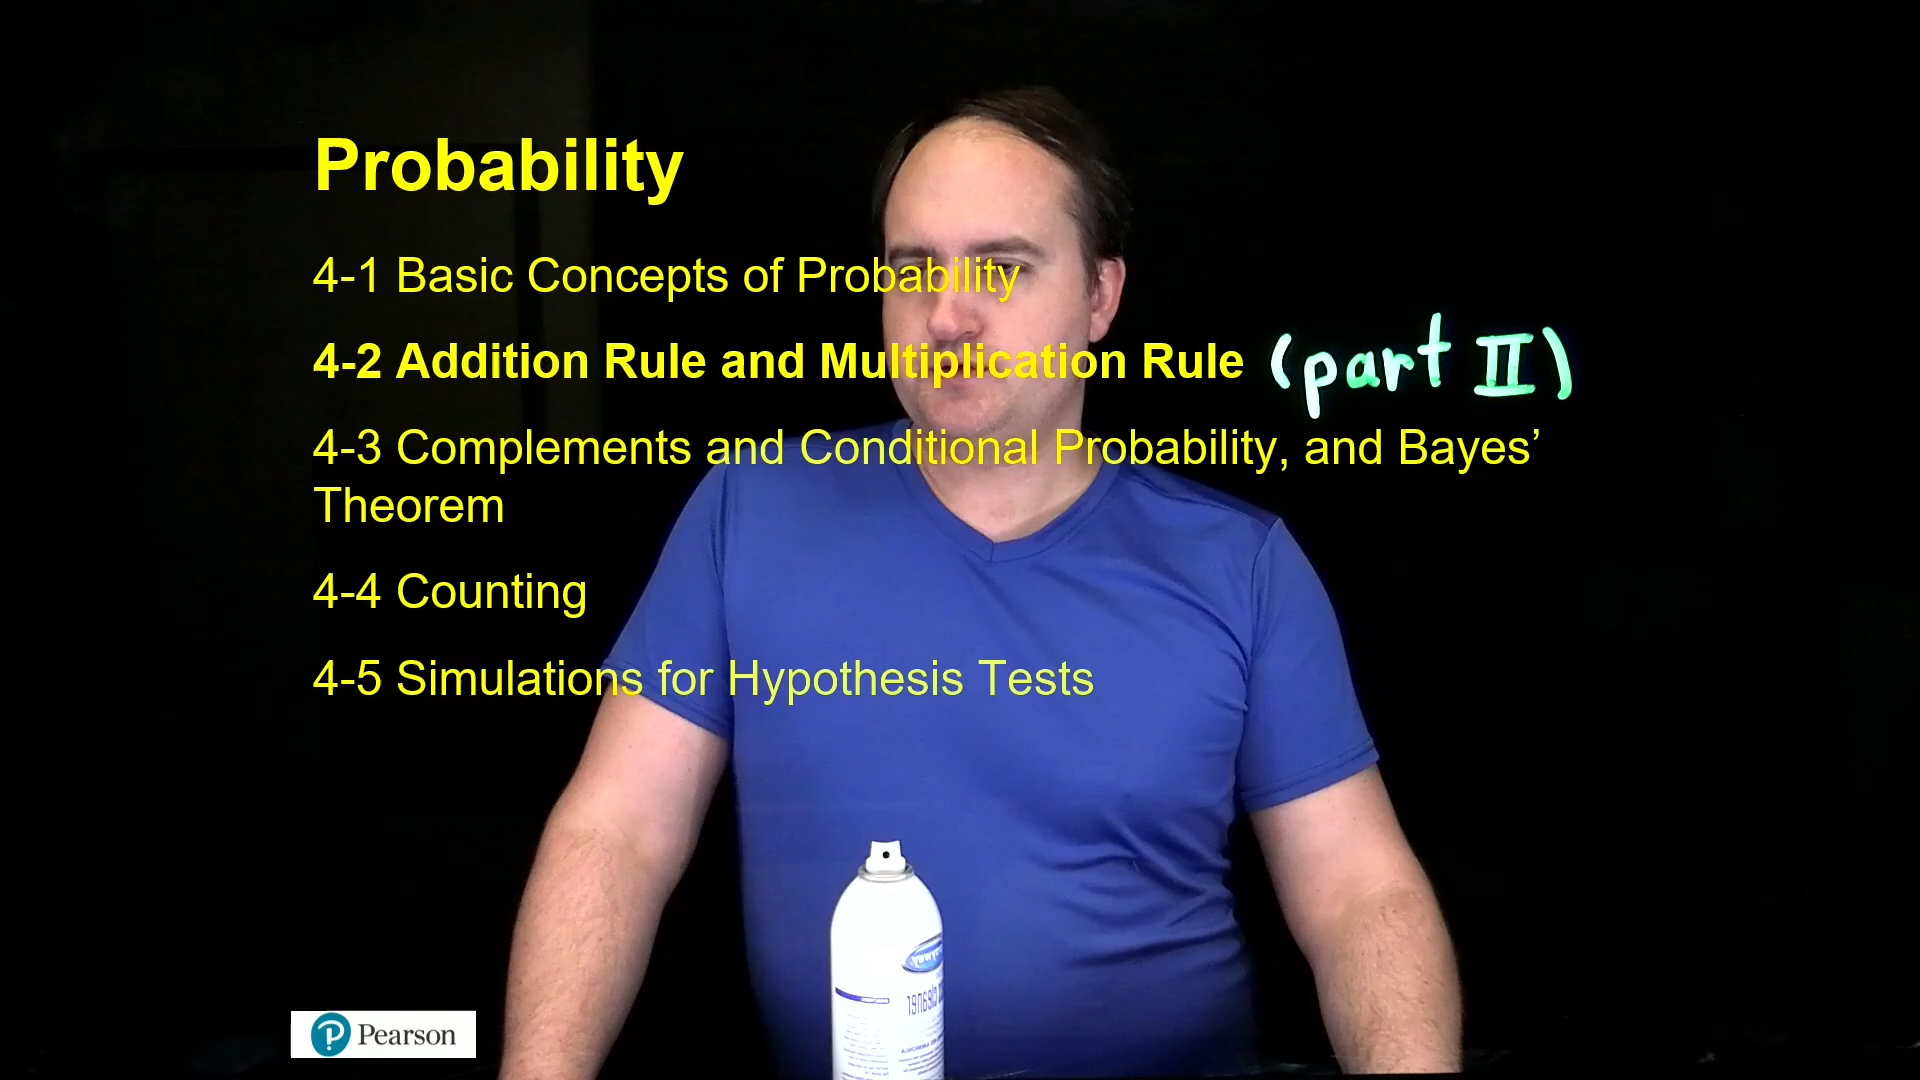 Probability
4-1 Basic Concepts of Probability
4-2 Addition Rule and Multiplication Rule (part II)
4-3 Complements and Conditional Probability, and Bayes’
Theorem
4-4 Counting
4-5 Simulations for Hypothesis Tests
Pearson